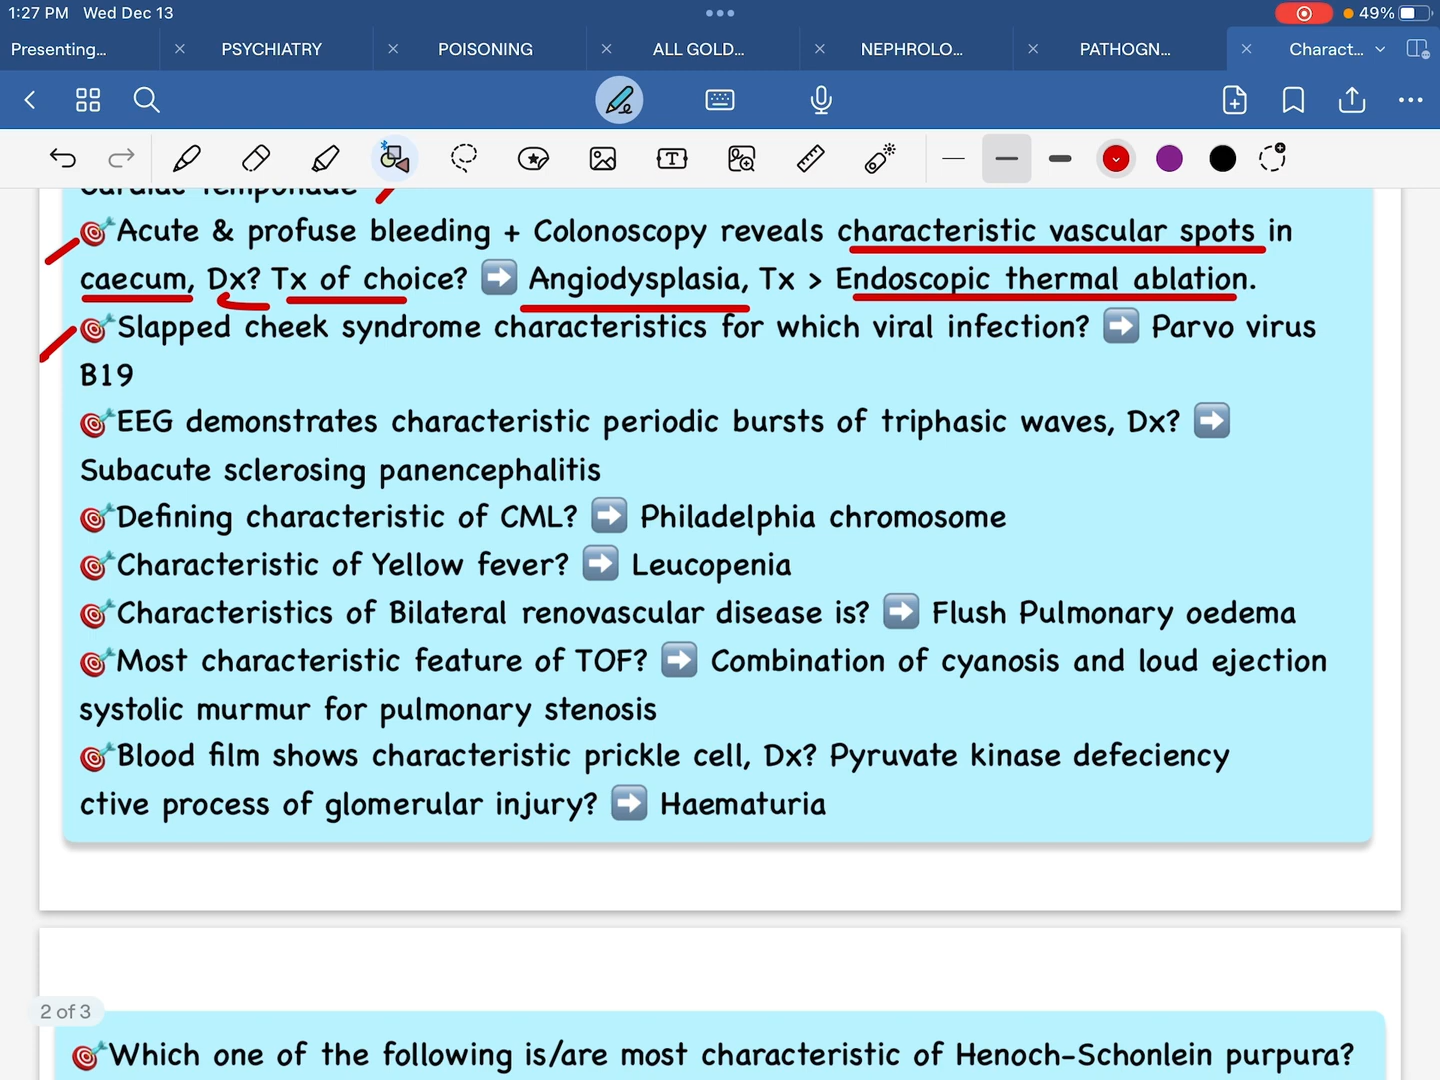 1:27 PM Wed Dec 13
49%
Presenting... PSYCHIATRY POISONING ALL GOLD... NEPHROLO... PATHOGN... Charact...
Cardiac Temponade
🎯Acute & profuse bleeding + Colonoscopy reveals characteristic vascular spots in
caecum, Dx? Tx of choice? ➡️ Angiodysplasia, Tx > Endoscopic thermal ablation.
🎯Slapped cheek syndrome characteristics for which viral infection? ➡️ Parvo virus
B19
🎯EEG demonstrates characteristic periodic bursts of triphasic waves, Dx? ➡️
Subacute sclerosing panencephalitis
🎯Defining characteristic of CML? ➡️ Philadelphia chromosome
🎯Characteristic of Yellow fever? ➡️ Leucopenia
🎯Characteristics of Bilateral renovascular disease is? ➡️ Flush Pulmonary oedema
🎯Most characteristic feature of TOF? ➡️ Combination of cyanosis and loud ejection
systolic murmur for pulmonary stenosis
🎯Blood film shows characteristic prickle cell, Dx? Pyruvate kinase defeciency
ctive process of glomerular injury? ➡️ Haematuria
2 of 3
🎯Which one of the following is/are most characteristic of Henoch-Schonlein purpura?